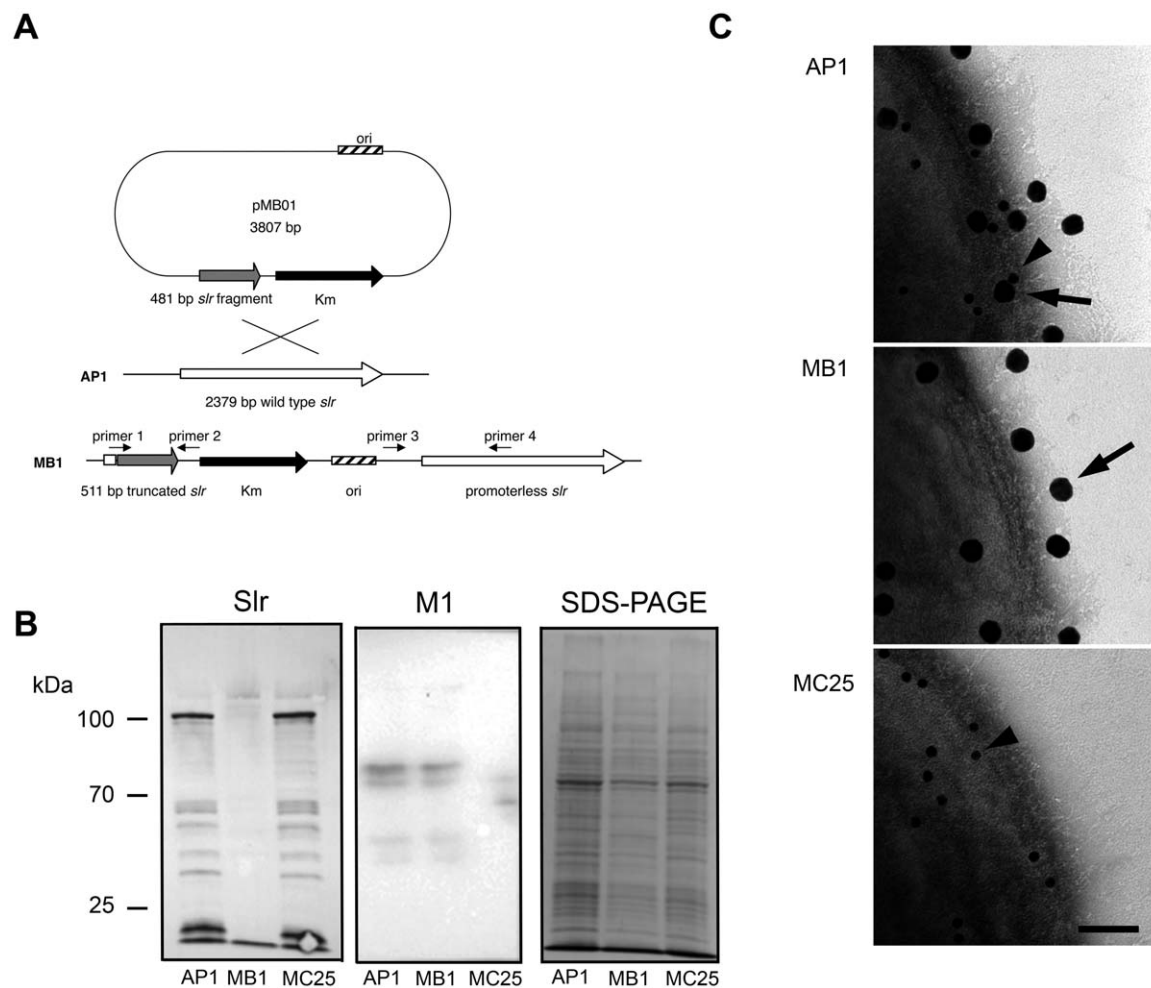 A
ori
pMB01
3807 bp
481 bp slr fragment
Km
AP1
2379 bp wild type slr
primer 1
primer 2
primer 3
primer 4
MB1
511 bp truncated slr
Km
ori
promoterless slr
B
Slr
M1
SDS-PAGE
kDa
100
70
25
AP1 MB1 MC25
AP1 MB1 MC25
AP1 MB1 MC25
C
AP1
MB1
MC25